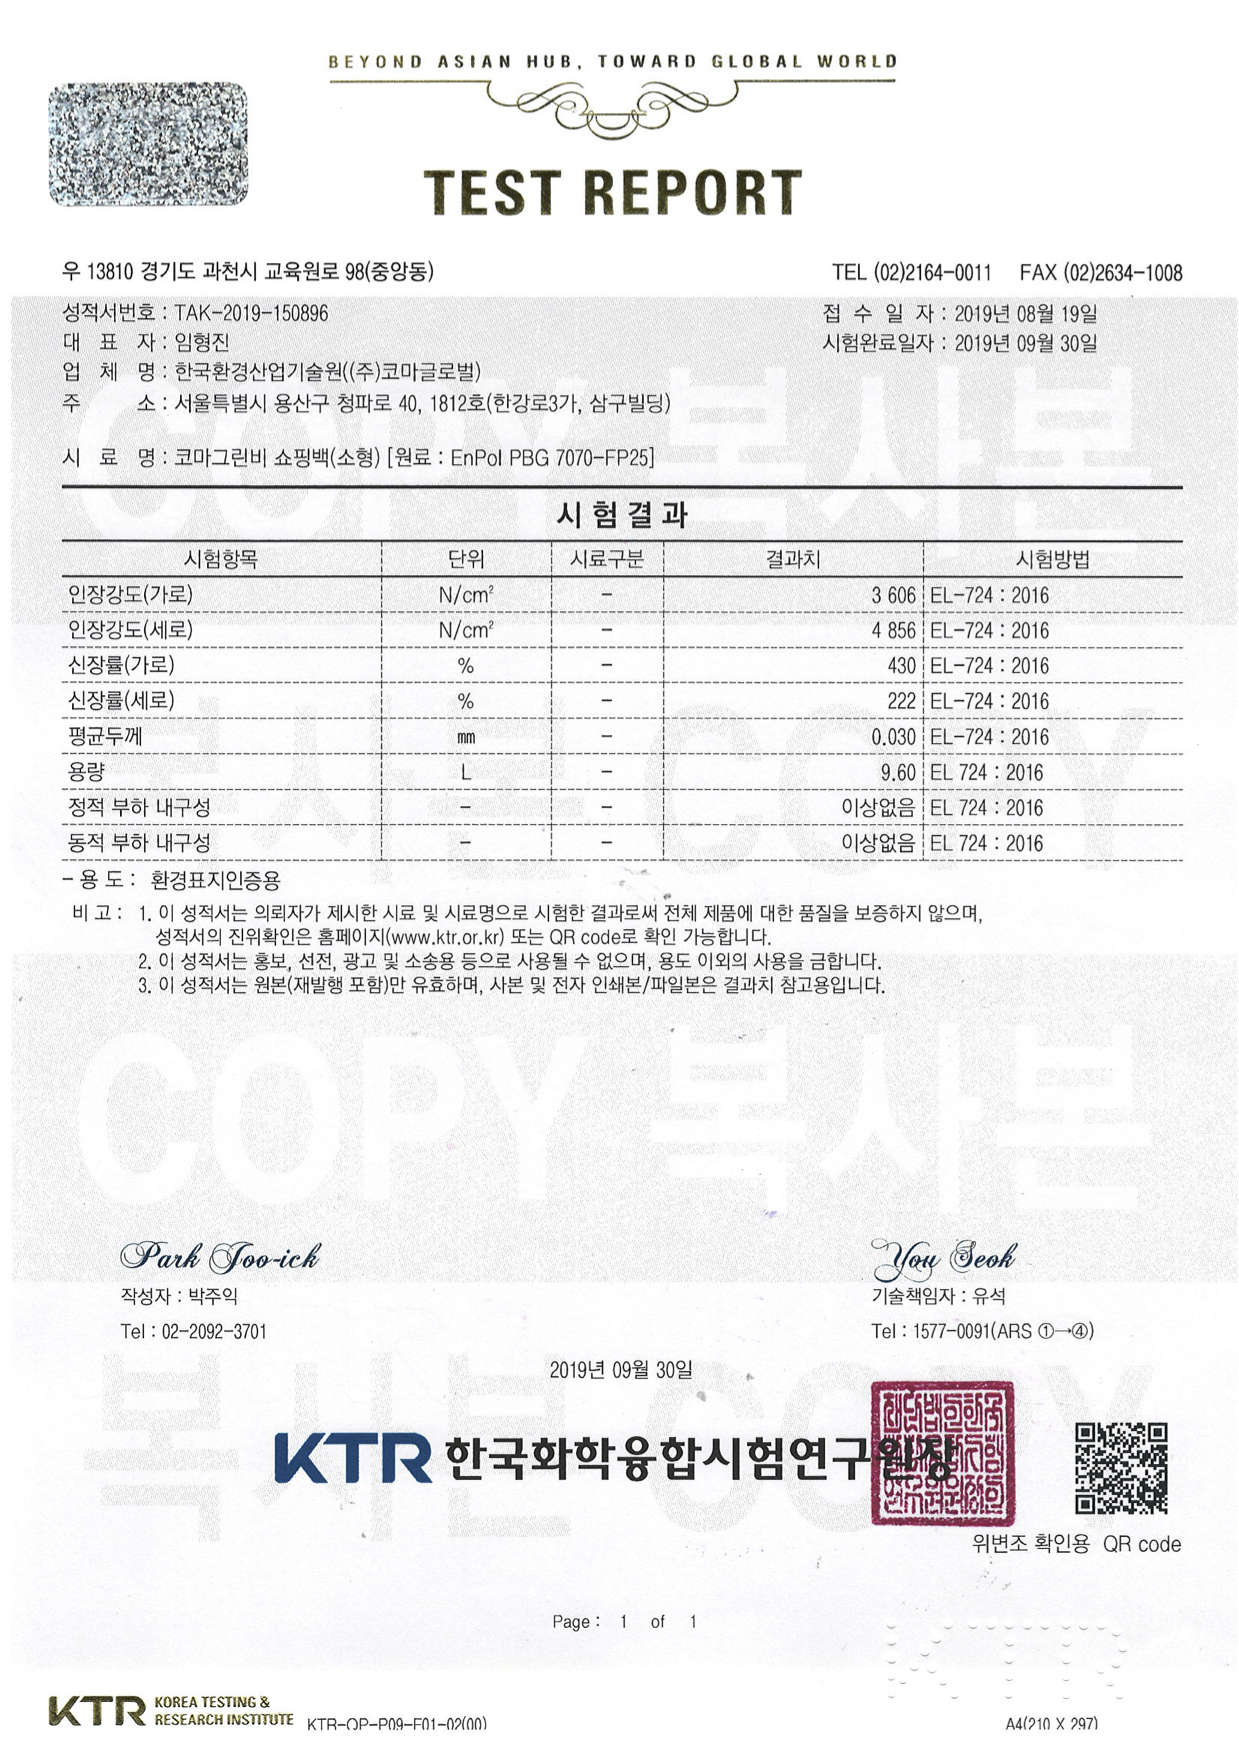 BEYOND ASIAN HUB, TOWARD GLOBAL WORLD
TEST REPORT
우 13810 경기도 과천시 교육원로 98(중앙동) TEL (02)2164-0011 FAX (02)2634-1008
성적서번호 : TAK-2019-150896 접 수 일 자 : 2019년 08월 19일
대 표 자 : 임형진 시험완료일자 : 2019년 09월 30일
업 체 명 : 한국환경산업기술원((주)코마글로벌)
주 소 : 서울특별시 용산구 청파로 40, 1812호(한강로3가, 삼구빌딩)
시 료 명 : 코마그린비 쇼핑백(소형) [원료 : EnPol PBG 7070-FP25]
시 험 결 과
시험항목 단위 시료구분 결과치 시험방법
인장강도(가로) N/cm² - 3 606 EL-724 : 2016
인장강도(세로) N/cm² - 4 856 EL-724 : 2016
신장률(가로) % - 430 EL-724 : 2016
신장률(세로) % - 222 EL-724 : 2016
평균두께 ㎜ - 0.030 EL-724 : 2016
용량 L - 9.60 EL 724 : 2016
정적 부하 내구성 - - 이상없음 EL 724 : 2016
동적 부하 내구성 - - 이상없음 EL 724 : 2016
- 용 도 : 환경표지인증용
비 고 : 1. 이 성적서는 의뢰자가 제시한 시료 및 시료명으로 시험한 결과로써 전체 제품에 대한 품질을 보증하지 않으며,
성적서의 진위확인은 홈페이지(www.ktr.or.kr) 또는 QR code로 확인 가능합니다.
2. 이 성적서는 홍보, 선전, 광고 및 소송용 등으로 사용될 수 없으며, 용도 이외의 사용을 금합니다.
3. 이 성적서는 원본(재발행 포함)만 유효하며, 사본 및 전자 인쇄본/파일본은 결과치 참고용입니다.
COPY 복사본
복사본 COPY
COPY 복사본
Park Joo-ick You Seok
작성자 : 박주익 기술책임자 : 유석
Tel : 02-2092-3701 Tel : 1577-0091(ARS ①→④)
복사본 COPY
2019년 09월 30일
KTR 한국화학융합시험연구원장
위변조 확인용 QR code
Page : 1 of 1
KTR
KTR KOREA TESTING &
RESEARCH INSTITUTE KTR-QP-P09-F01-02(00) A4(210 X 297)